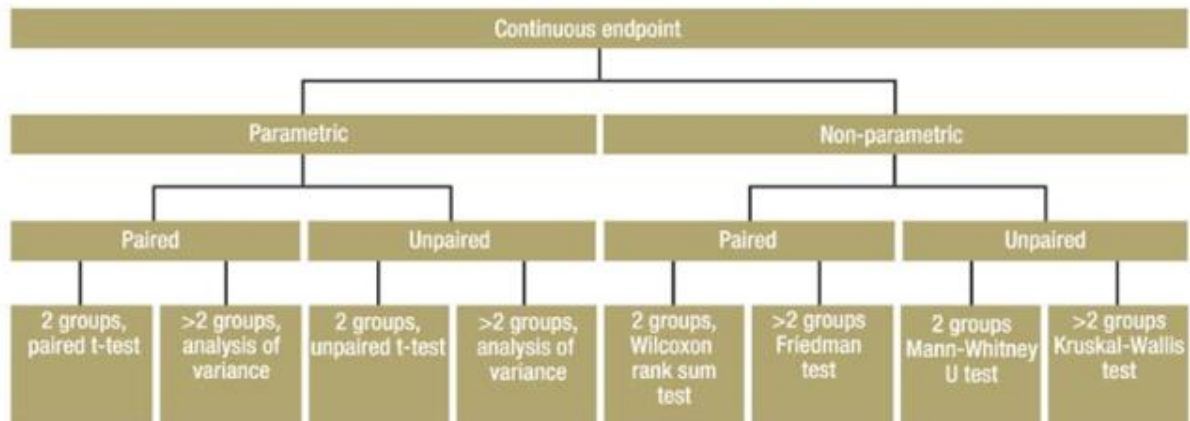 Continuous endpoint
Parametric
Non-parametric
Paired
Unpaired
Paired
Unpaired
2 groups,
paired t-test
>2 groups,
analysis of
variance
2 groups,
unpaired t-test
>2 groups,
analysis of
variance
2 groups,
Wilcoxon
rank sum
test
>2 groups
Friedman
test
2 groups
Mann-Whitney
U test
>2 groups
Kruskal-Wallis
test